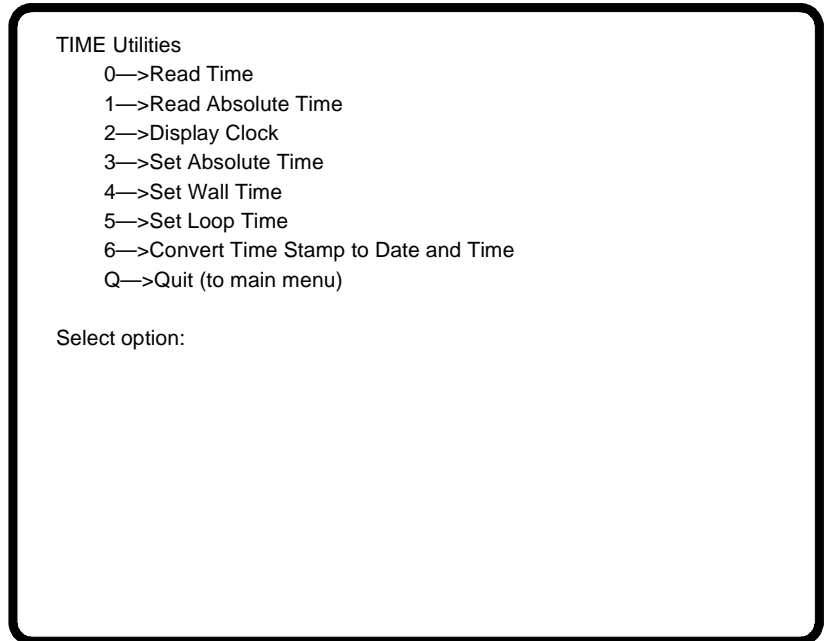 TIME Utilities
0—>Read Time
1—>Read Absolute Time
2—>Display Clock
3—>Set Absolute Time
4—>Set Wall Time
5—>Set Loop Time
6—>Convert Time Stamp to Date and Time
Q—>Quit (to main menu)
Select option: